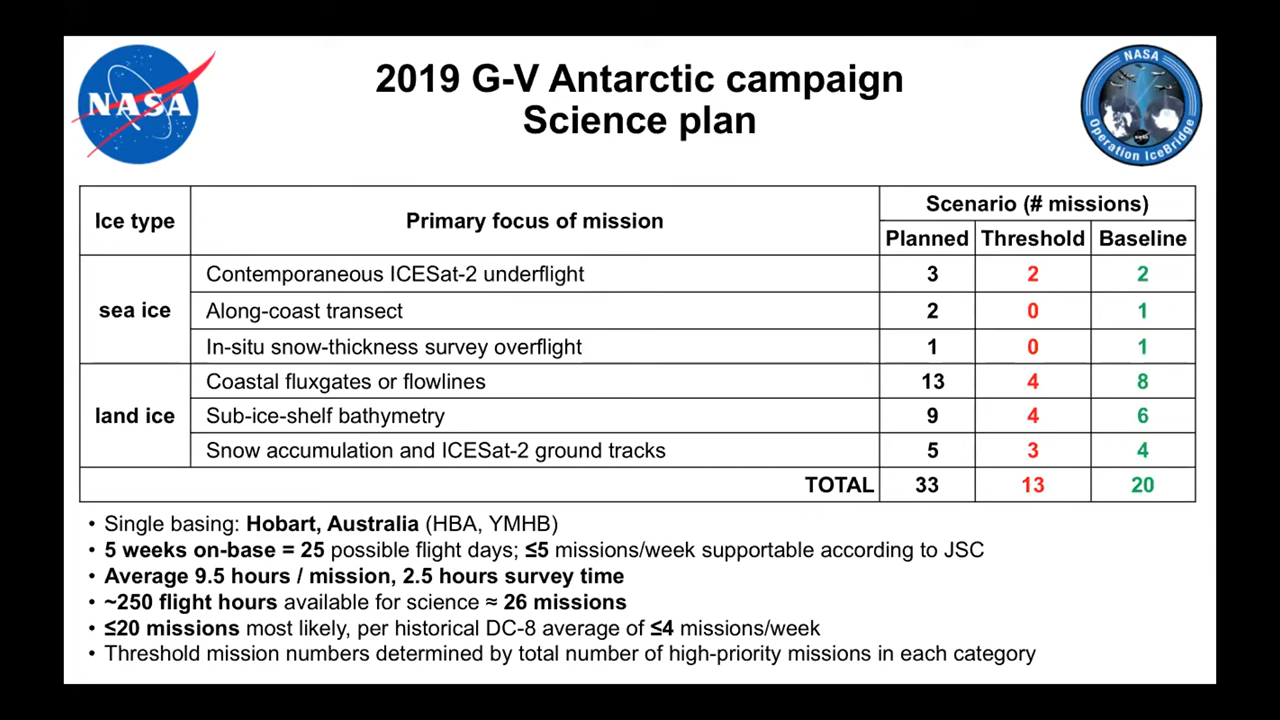 NASA
2019 G-V Antarctic campaign
Science plan
NASA
Operation IceBridge
Ice type
Primary focus of mission
Scenario (# missions)
Planned Threshold Baseline
sea ice
Contemporaneous ICESat-2 underflight 3 2 2
Along-coast transect 2 0 1
In-situ snow-thickness survey overflight 1 0 1
land ice
Coastal fluxgates or flowlines 13 4 8
Sub-ice-shelf bathymetry 9 4 6
Snow accumulation and ICESat-2 ground tracks 5 3 4
TOTAL 33 13 20
• Single basing: Hobart, Australia (HBA, YMHB)
• 5 weeks on-base = 25 possible flight days; ≤5 missions/week supportable according to JSC
• Average 9.5 hours / mission, 2.5 hours survey time
• ~250 flight hours available for science ≈ 26 missions
• ≤20 missions most likely, per historical DC-8 average of ≤4 missions/week
• Threshold mission numbers determined by total number of high-priority missions in each category